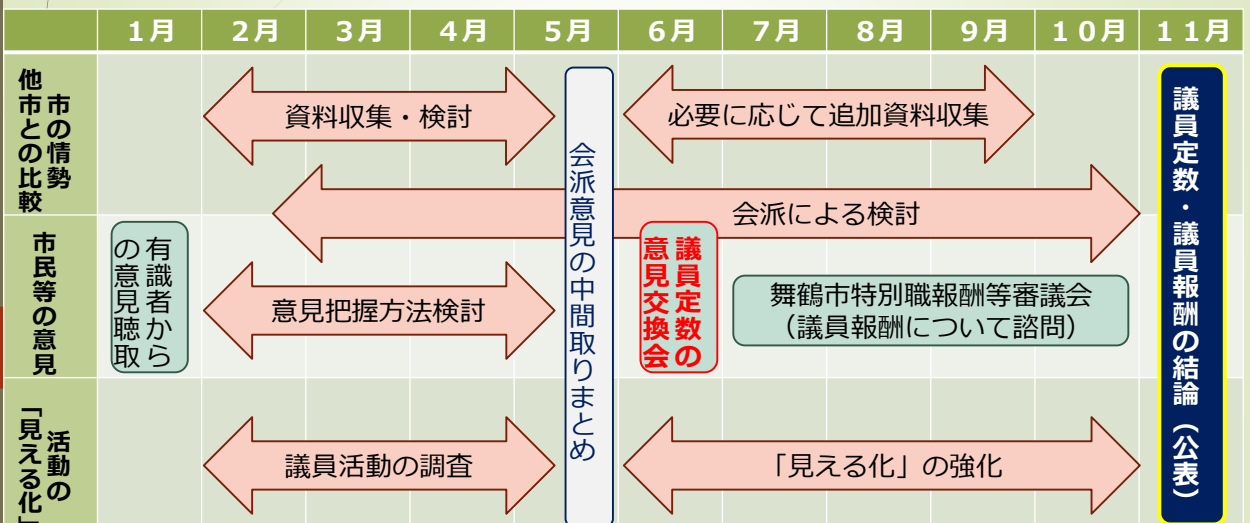 1月
2月
3月
4月
5月
6月
7月
8月
9月
10月
11月
市の情勢
他市との比較
資料収集・検討
必要に応じて追加資料収集
会派による検討
会派意見の中間取りまとめ
議員定数・議員報酬の結論（公表）
市民等の意見
有識者から
の意見聴取
意見把握方法検討
議員定数の
意見交換会
舞鶴市特別職報酬等審議会
（議員報酬について諮問）
活動の
「見える化」
議員活動の調査
「見える化」の強化